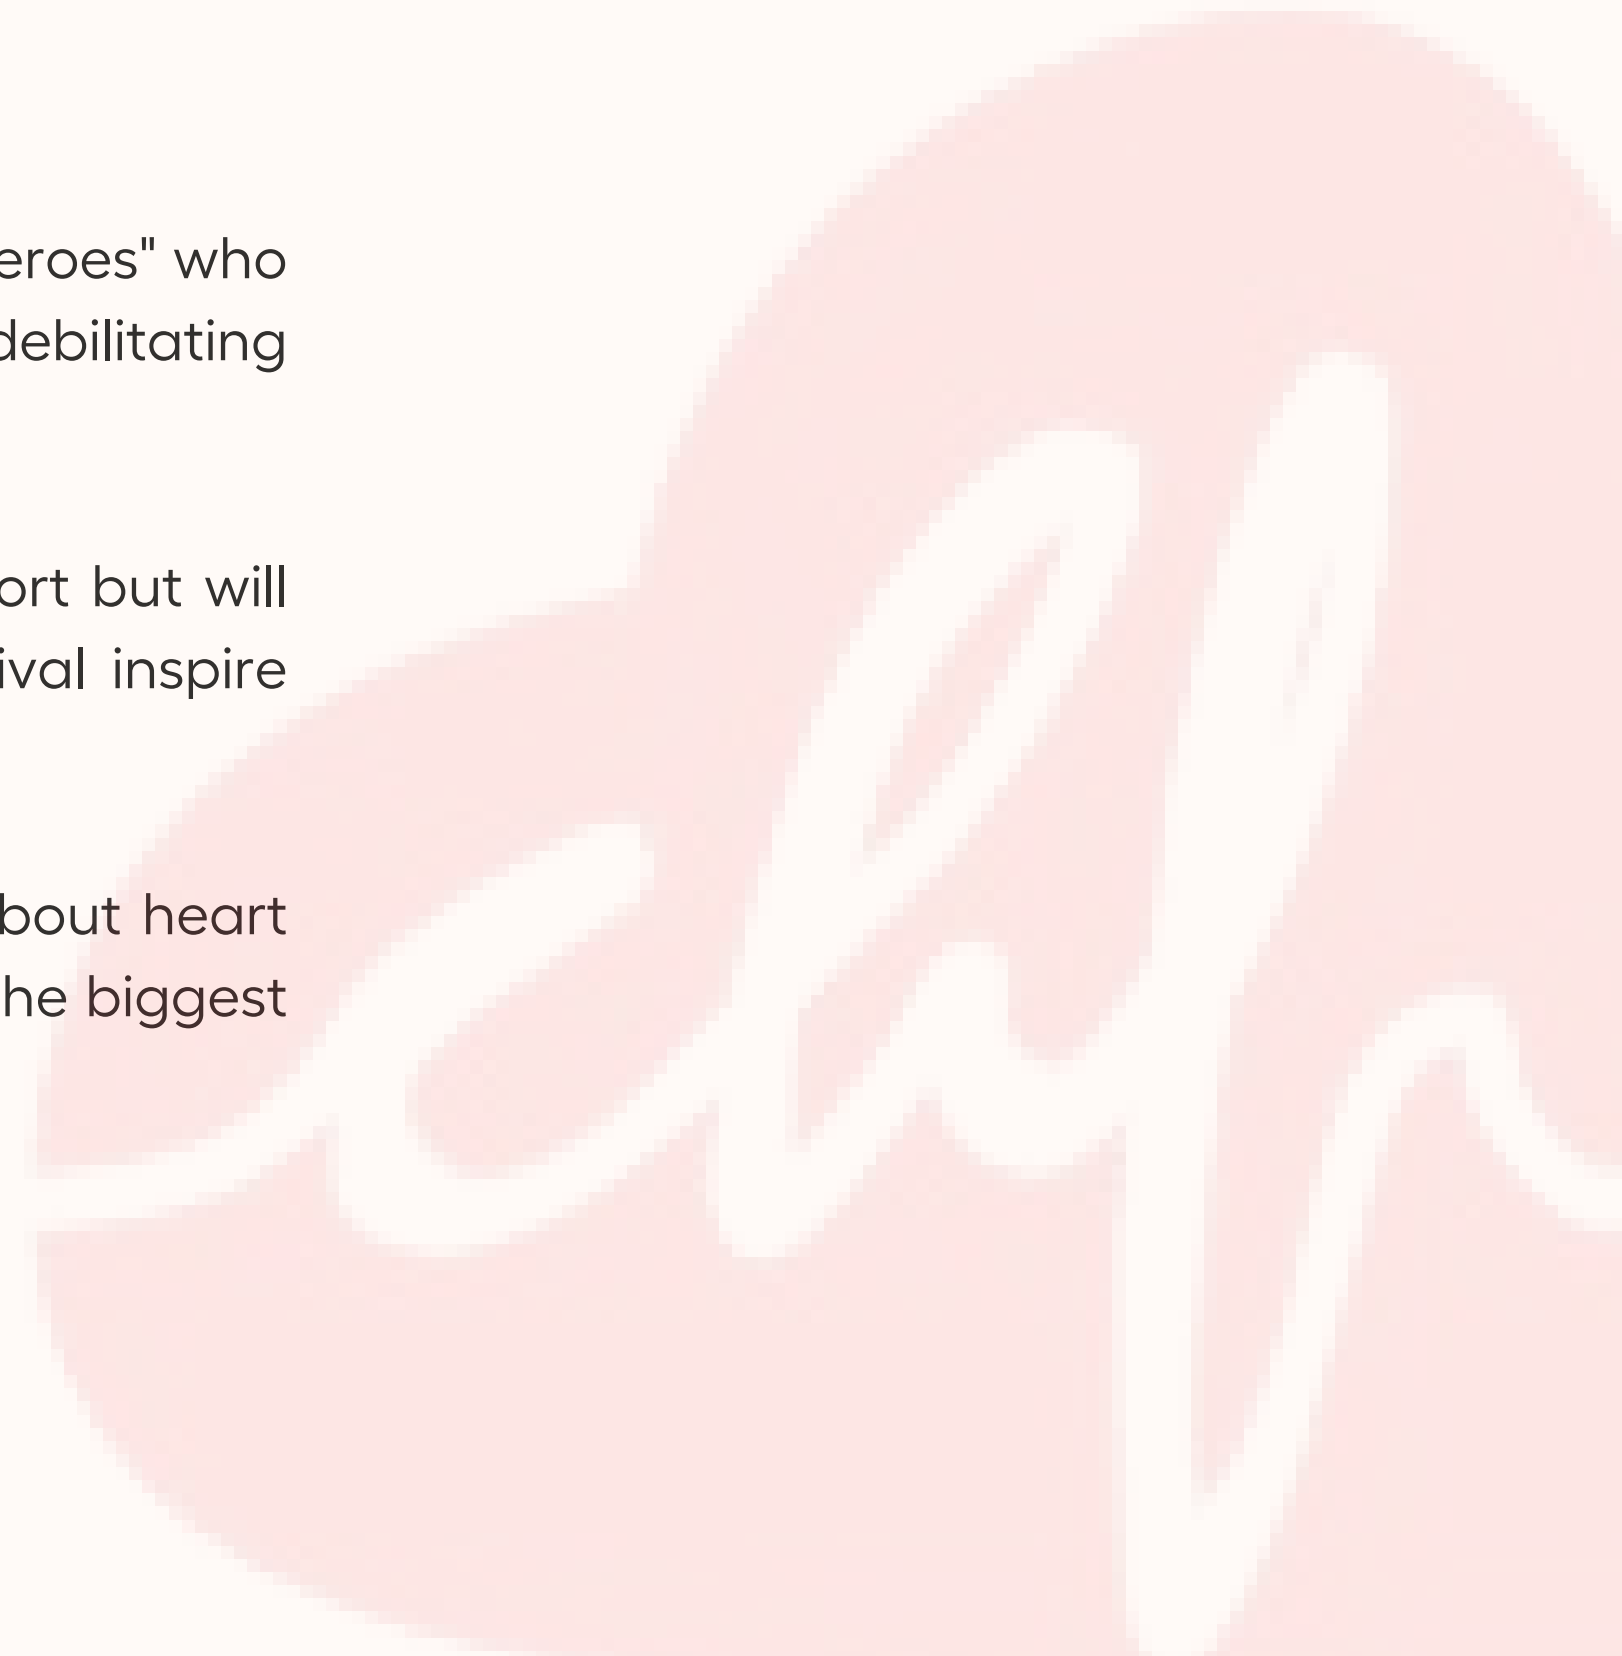 eroes" who
debilitating
ort but will
ival inspire
bout heart
he biggest